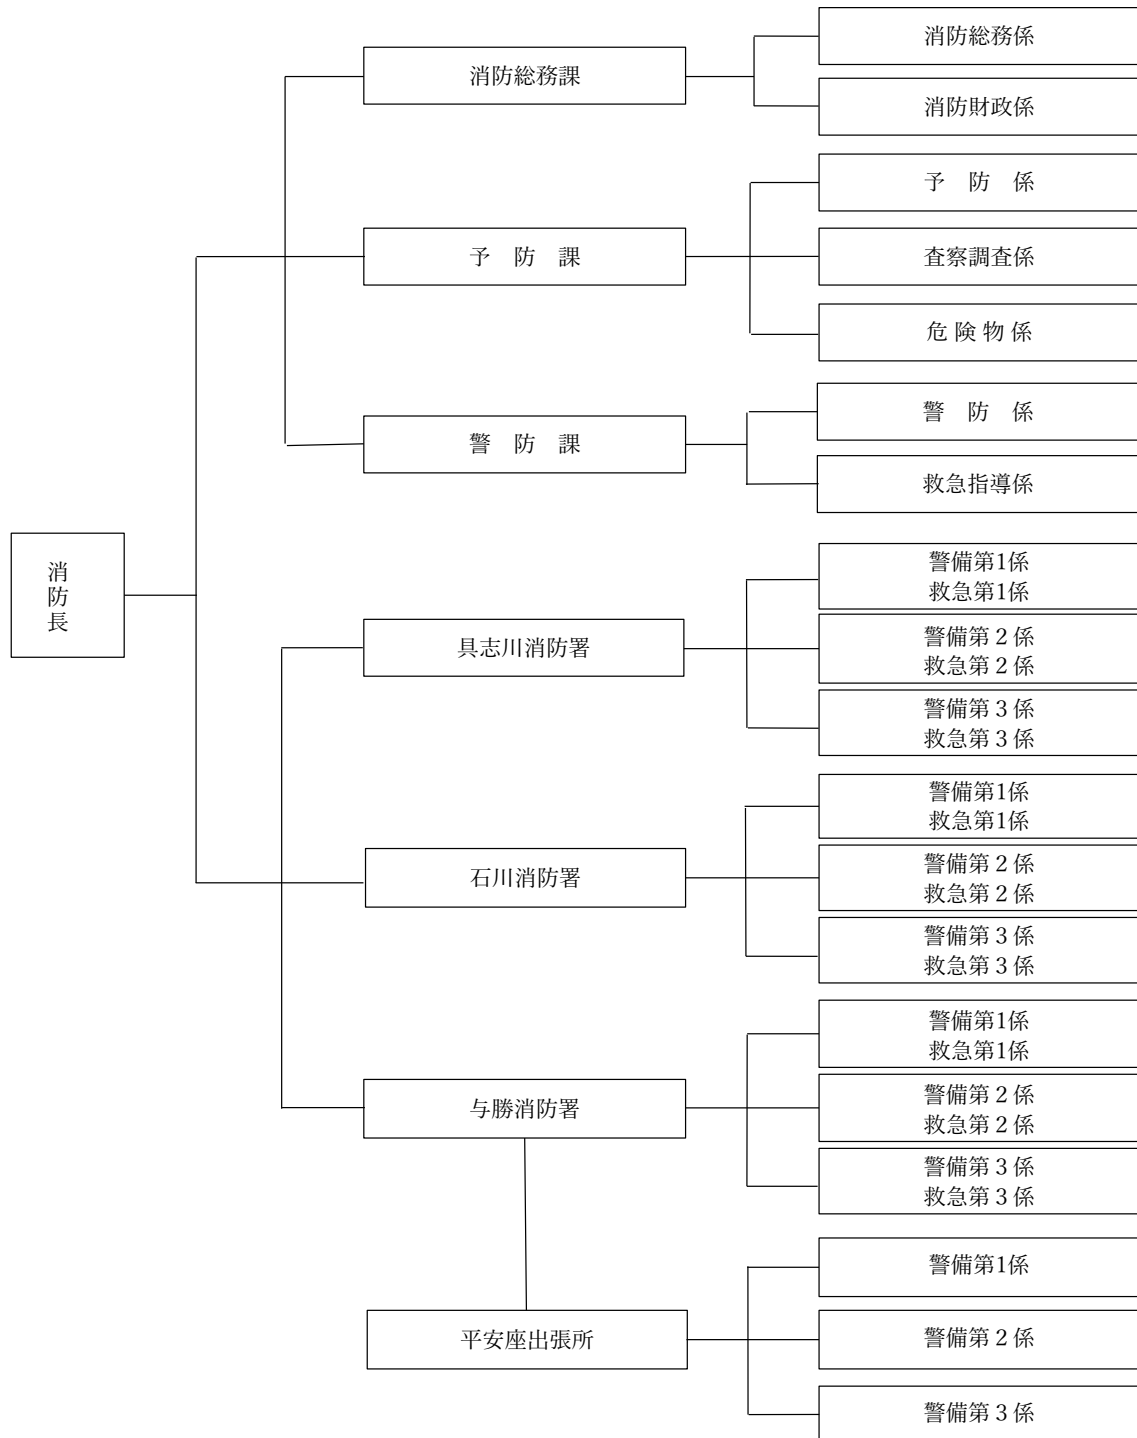 消防長
消防総務課
消防総務係
消防財政係
予　防　課
予　防　係
査察調査係
危 険 物 係
警　防　課
警　防　係
救急指導係
具志川消防署
警備第1係
救急第1係
警備第２係
救急第２係
警備第３係
救急第３係
石川消防署
警備第1係
救急第1係
警備第２係
救急第２係
警備第３係
救急第３係
与勝消防署
警備第1係
救急第1係
警備第２係
救急第２係
警備第３係
救急第３係
平安座出張所
警備第1係
警備第２係
警備第３係